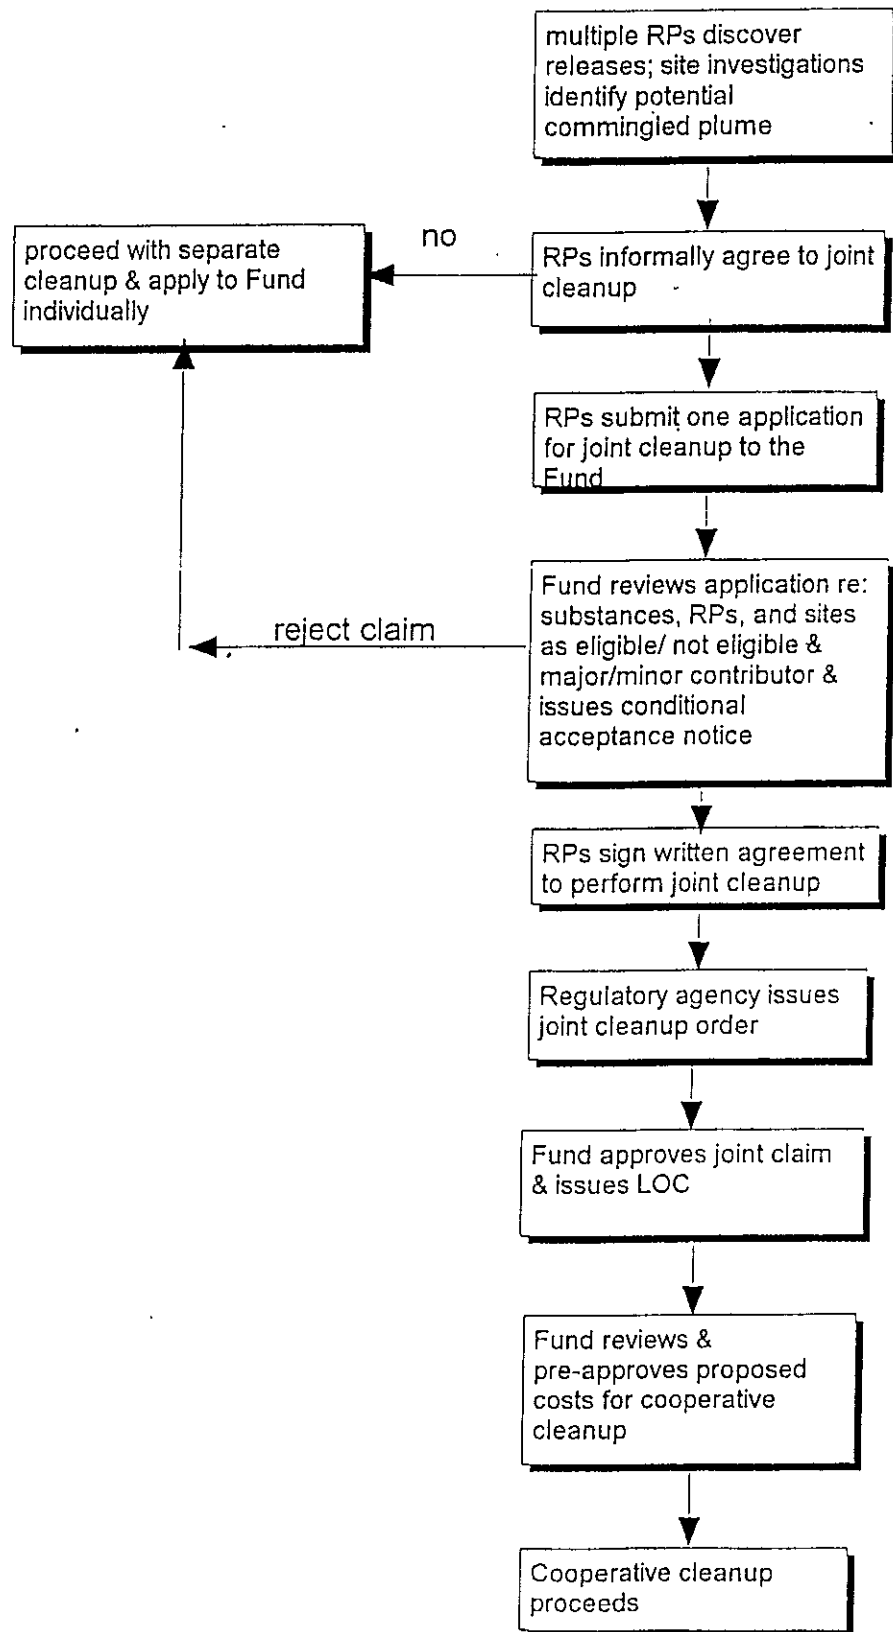 multiple RPs discover
releases; site investigations
identify potential
commingled plume
no
proceed with separate
cleanup & apply to Fund
individually
RPs informally agree to joint
cleanup
RPs submit one application
for joint cleanup to the
Fund
Fund reviews application re:
substances, RPs, and sites
as eligible/ not eligible &
major/minor contributor &
issues conditional
acceptance notice
reject claim
RPs sign written agreement
to perform joint cleanup
Regulatory agency issues
joint cleanup order
Fund approves joint claim
& issues LOC
Fund reviews &
pre-approves proposed
costs for cooperative
cleanup
Cooperative cleanup
proceeds